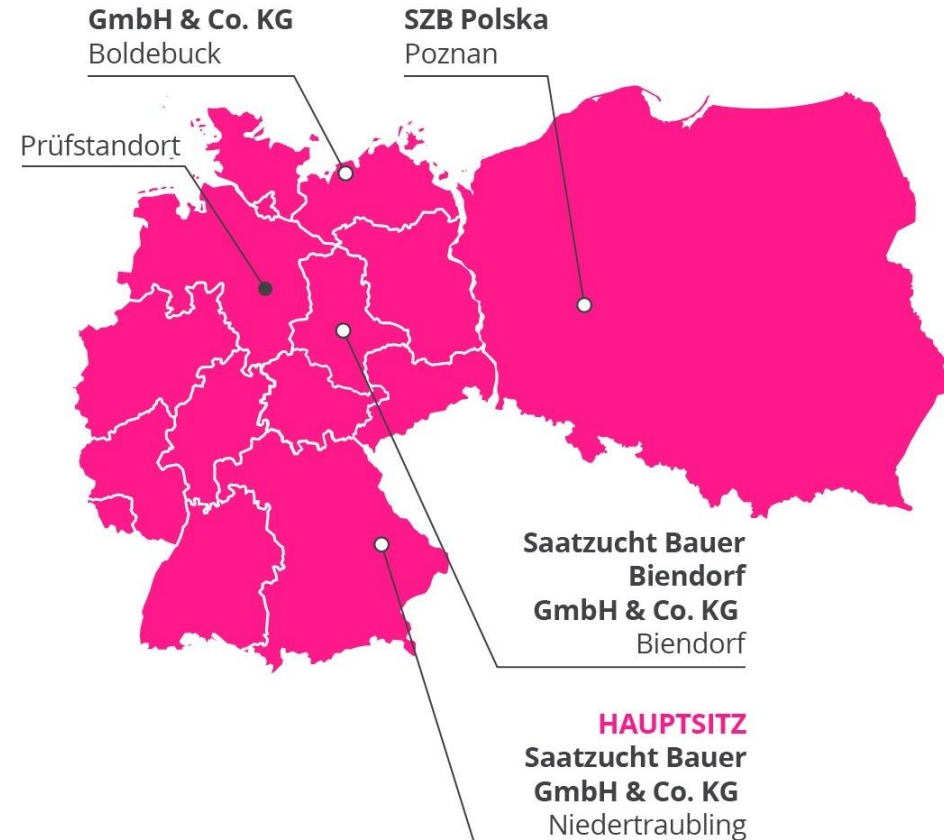 GmbH & Co. KG
Boldebuck
SZB Polska
Poznan
Prüfstandort
Saatzucht Bauer
Biendorf
GmbH & Co. KG
Biendorf
HAUPTSITZ
Saatzucht Bauer
GmbH & Co. KG
Niedertraubling